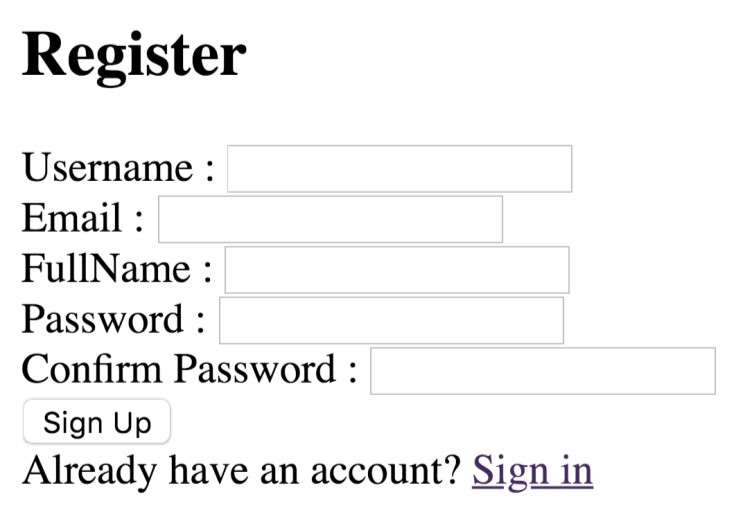 Register
Username :
Email :
FullName :
Password :
Confirm Password :
Sign Up
Already have an account? Sign in